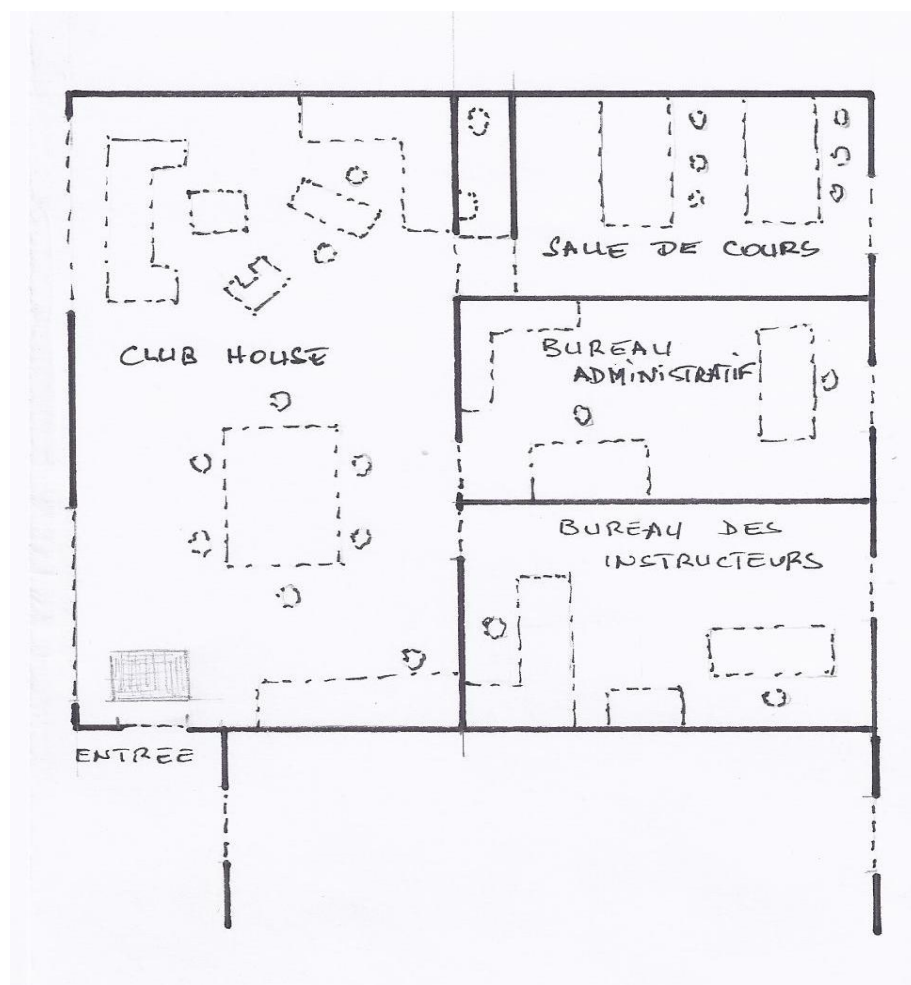 SALLE DE COURS
CLUB HOUSE
BUREAU
ADMINISTRATIF
BUREAU DES
INSTRUCTEURS
ENTREE